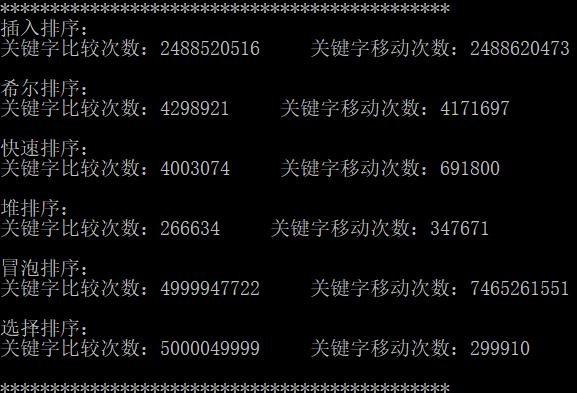 *********************************************
插入排序：
关键字比较次数：2488520516     关键字移动次数：2488620473
希尔排序：
关键字比较次数：4298921     关键字移动次数：4171697
快速排序：
关键字比较次数：4003074     关键字移动次数：691800
堆排序：
关键字比较次数：266634     关键字移动次数：347671
冒泡排序：
关键字比较次数：4999947722     关键字移动次数：7465261551
选择排序：
关键字比较次数：5000049999     关键字移动次数：299910
*********************************************